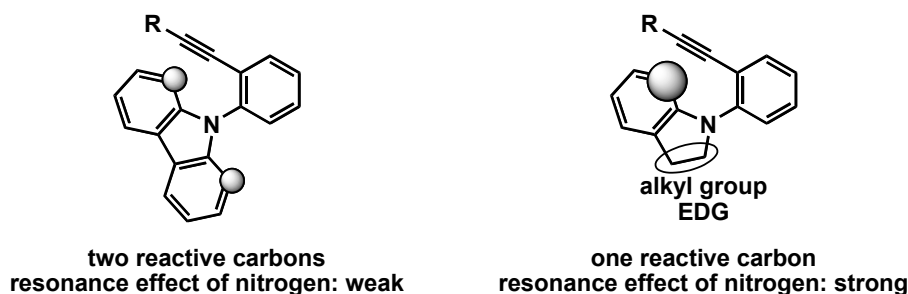 R
N
two reactive carbons
resonance effect of nitrogen: weak
R
N
alkyl group
EDG
one reactive carbon
resonance effect of nitrogen: strong